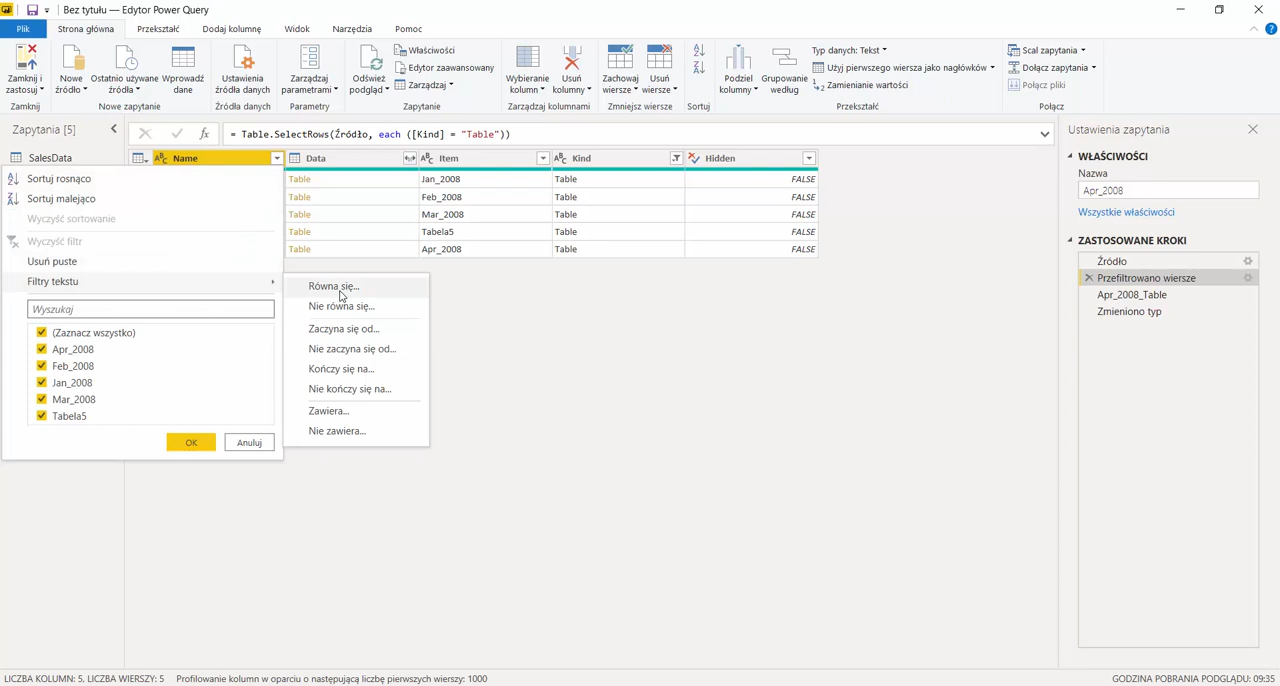 Bez tytułu — Edytor Power Query
Plik Strona główna Przekształć Dodaj kolumnę Widok Narzędzia Pomoc
Zamknij i zastosuj
Zamknij
Nowe źródło
Ostatnio używane źródła
Wprowadź dane
Nowe zapytanie
Ustawienia źródła danych
Źródła danych
Zarządzaj parametrami
Parametry
Odśwież podgląd
Właściwości
Edytor zaawansowany
Zarządzaj
Zapytanie
Wybieranie kolumn
Usuń kolumny
Zarządzaj kolumnami
Zachowaj wiersze
Usuń wiersze
Zmniejsz wiersze
Sortuj
Podziel kolumny
Grupowanie według
Typ danych: Tekst
Użyj pierwszego wiersza jako nagłówków
Zamienianie wartości
Przekształć
Scal zapytania
Dołącz zapytania
Połącz pliki
Połącz
Zapytania [5]
SalesData
= Table.SelectRows(Źródło, each ([Kind] = "Table"))
Name Data Item Kind Hidden
Table Jan_2008 Table FALSE
Table Feb_2008 Table FALSE
Table Mar_2008 Table FALSE
Table Tabela5 Table FALSE
Table Apr_2008 Table FALSE
Sortuj rosnąco
Sortuj malejąco
Wyczyść sortowanie
Wyczyść filtr
Usuń puste
Filtry tekstu
Wyszukaj
(Zaznacz wszystko)
Apr_2008
Feb_2008
Jan_2008
Mar_2008
Tabela5
OK Anuluj
Równa się...
Nie równa się...
Zaczyna się od...
Nie zaczyna się od...
Kończy się na...
Nie kończy się na...
Zawiera...
Nie zawiera...
Ustawienia zapytania
WŁAŚCIWOŚCI
Nazwa
Apr_2008
Wszystkie właściwości
ZASTOSOWANE KROKI
Źródło
Przefiltrowano wiersze
Apr_2008_Table
Zmieniono typ
LICZBA KOLUMN: 5, LICZBA WIERSZY: 5 Profilowanie kolumn w oparciu o następującą liczbę pierwszych wierszy: 1000 GODZINA POBRANIA PODGLĄDU: 09:35